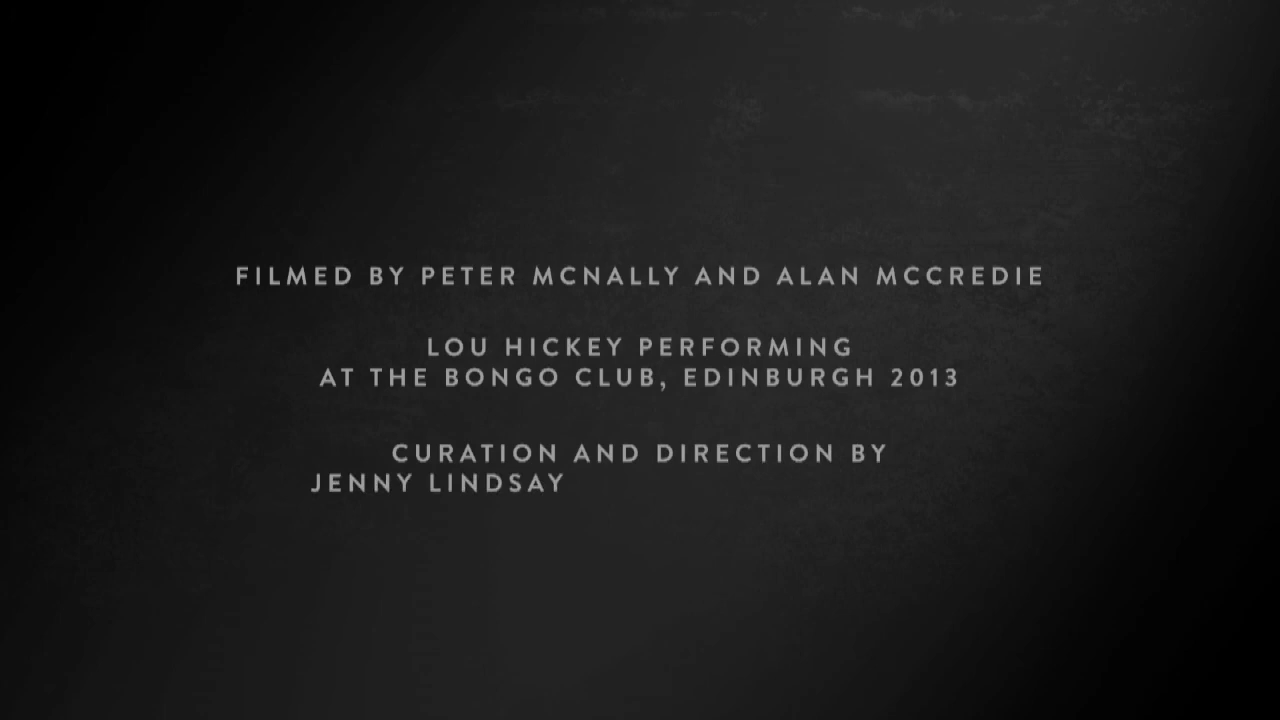 FILMED BY PETER MCNALLY AND ALAN MCCREDIE
LOU HICKEY PERFORMING
AT THE BONGO CLUB, EDINBURGH 2013
CURATION AND DIRECTION BY
JENNY LINDSAY